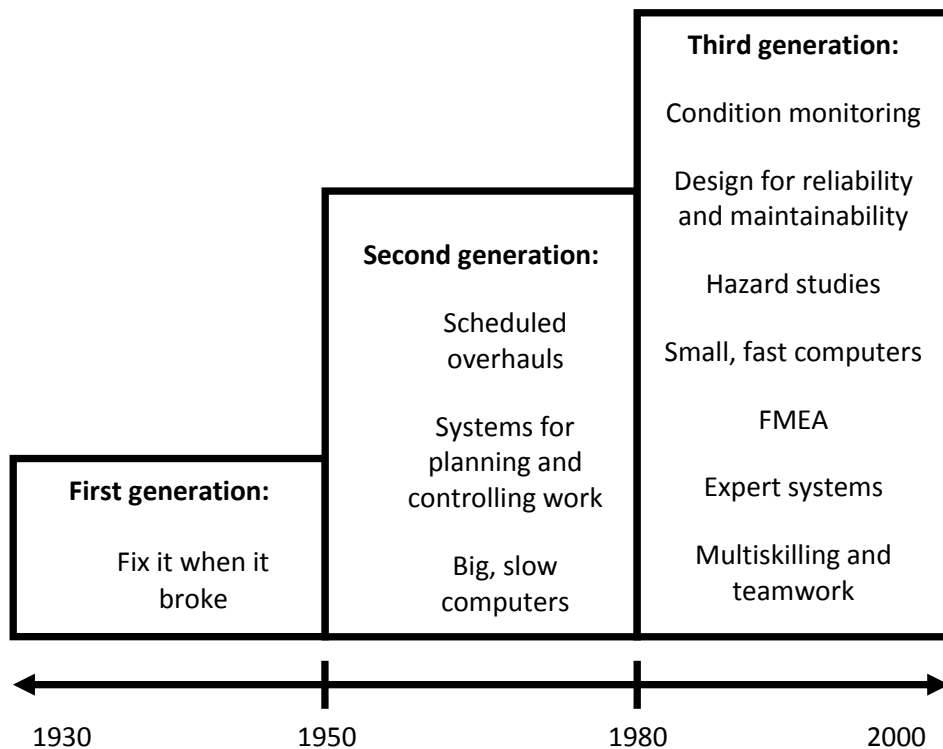 First generation:
Fix it when it
broke
Second generation:
Scheduled
overhauls
Systems for
planning and
controlling work
Big, slow
computers
Third generation:
Condition monitoring
Design for reliability
and maintainability
Hazard studies
Small, fast computers
FMEA
Expert systems
Multiskilling and
teamwork
1930
1950
1980
2000